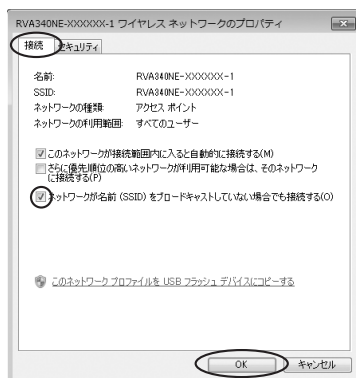 RVA340NE-XXXXXX-1 ワイヤレス ネットワークのプロパティ
接続 セキュリティ
名前: RVA340NE-XXXXXX-1
SSID: RVA340NE-XXXXXX-1
ネットワークの種類: アクセス ポイント
ネットワークの利用範囲: すべてのユーザー
このネットワークが接続範囲内に入ると自動的に接続する(M)
さらに優先順位の高いネットワークが利用可能な場合は、そのネットワーク
に接続する(P)
ネットワークが名前 (SSID) をブロードキャストしていない場合でも接続する(O)
このネットワーク プロファイルを USB フラッシュ デバイスにコピーする
OK キャンセル